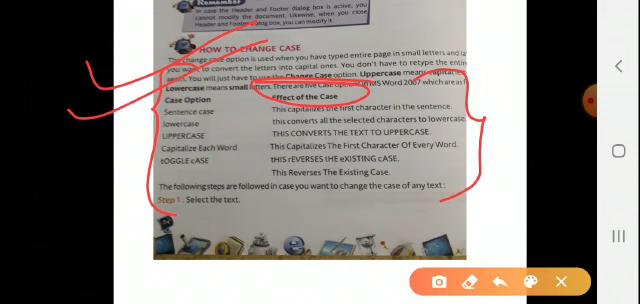 Remember
In case the Header and Footer dialog box is active, you
cannot modify the document. Likewise, when you close
Header and Footer dialog box, you can modify it.
HOW TO CHANGE CASE
The change case option is used when you have typed entire page in small letters and
you want to convert the letters into capital ones. You don't have to retype the
again. You will just have to use the Change Case option. Uppercase means capital
Lowercase means small letters. There are five case options in MS Word 2007 which are as
Case Option Effect of the Case
Sentence case This capitalizes the first character in the sentence.
lowercase this converts all the selected characters to lowercase.
UPPERCASE THIS CONVERTS THE TEXT TO UPPERCASE.
Capitalize Each Word This Capitalizes The First Character Of Every Word.
tOGGLE cASE tHIS rEVERSES tHE eXISTING cASE.
This Reverses The Existing Case.
The following steps are followed in case you want to change the case of any text:
Step 1: Select the text.